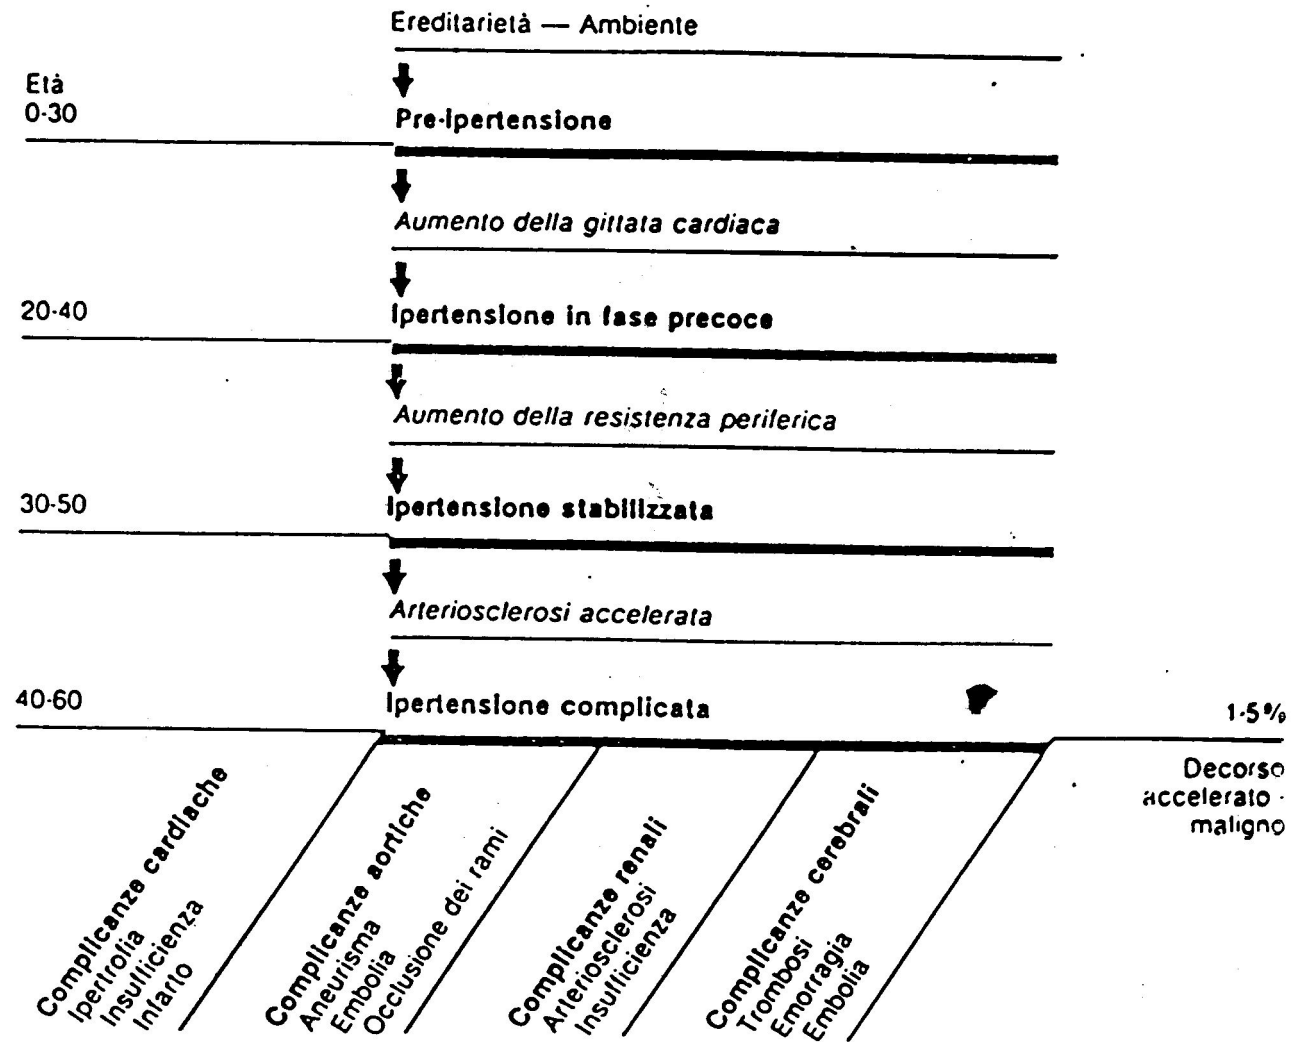 Ereditarietà — Ambiente
Età
0-30
Pre-ipertensione
Aumento della gittata cardiaca
20-40
Ipertensione in fase precoce
Aumento della resistenza periferica
30-50
Ipertensione stabilizzata
Arteriosclerosi accelerata
40-60
Ipertensione complicata
1-5%
Decorso
accelerato -
maligno
Complicanze cardiache
Ipertrofia
Insufficienza
Infarto
Complicanze aortiche
Aneurisma
Embolia
Occlusione dei rami
Complicanze renali
Arteriosclerosi
Insufficienza
Complicanze cerebrali
Trombosi
Emorragia
Embolia